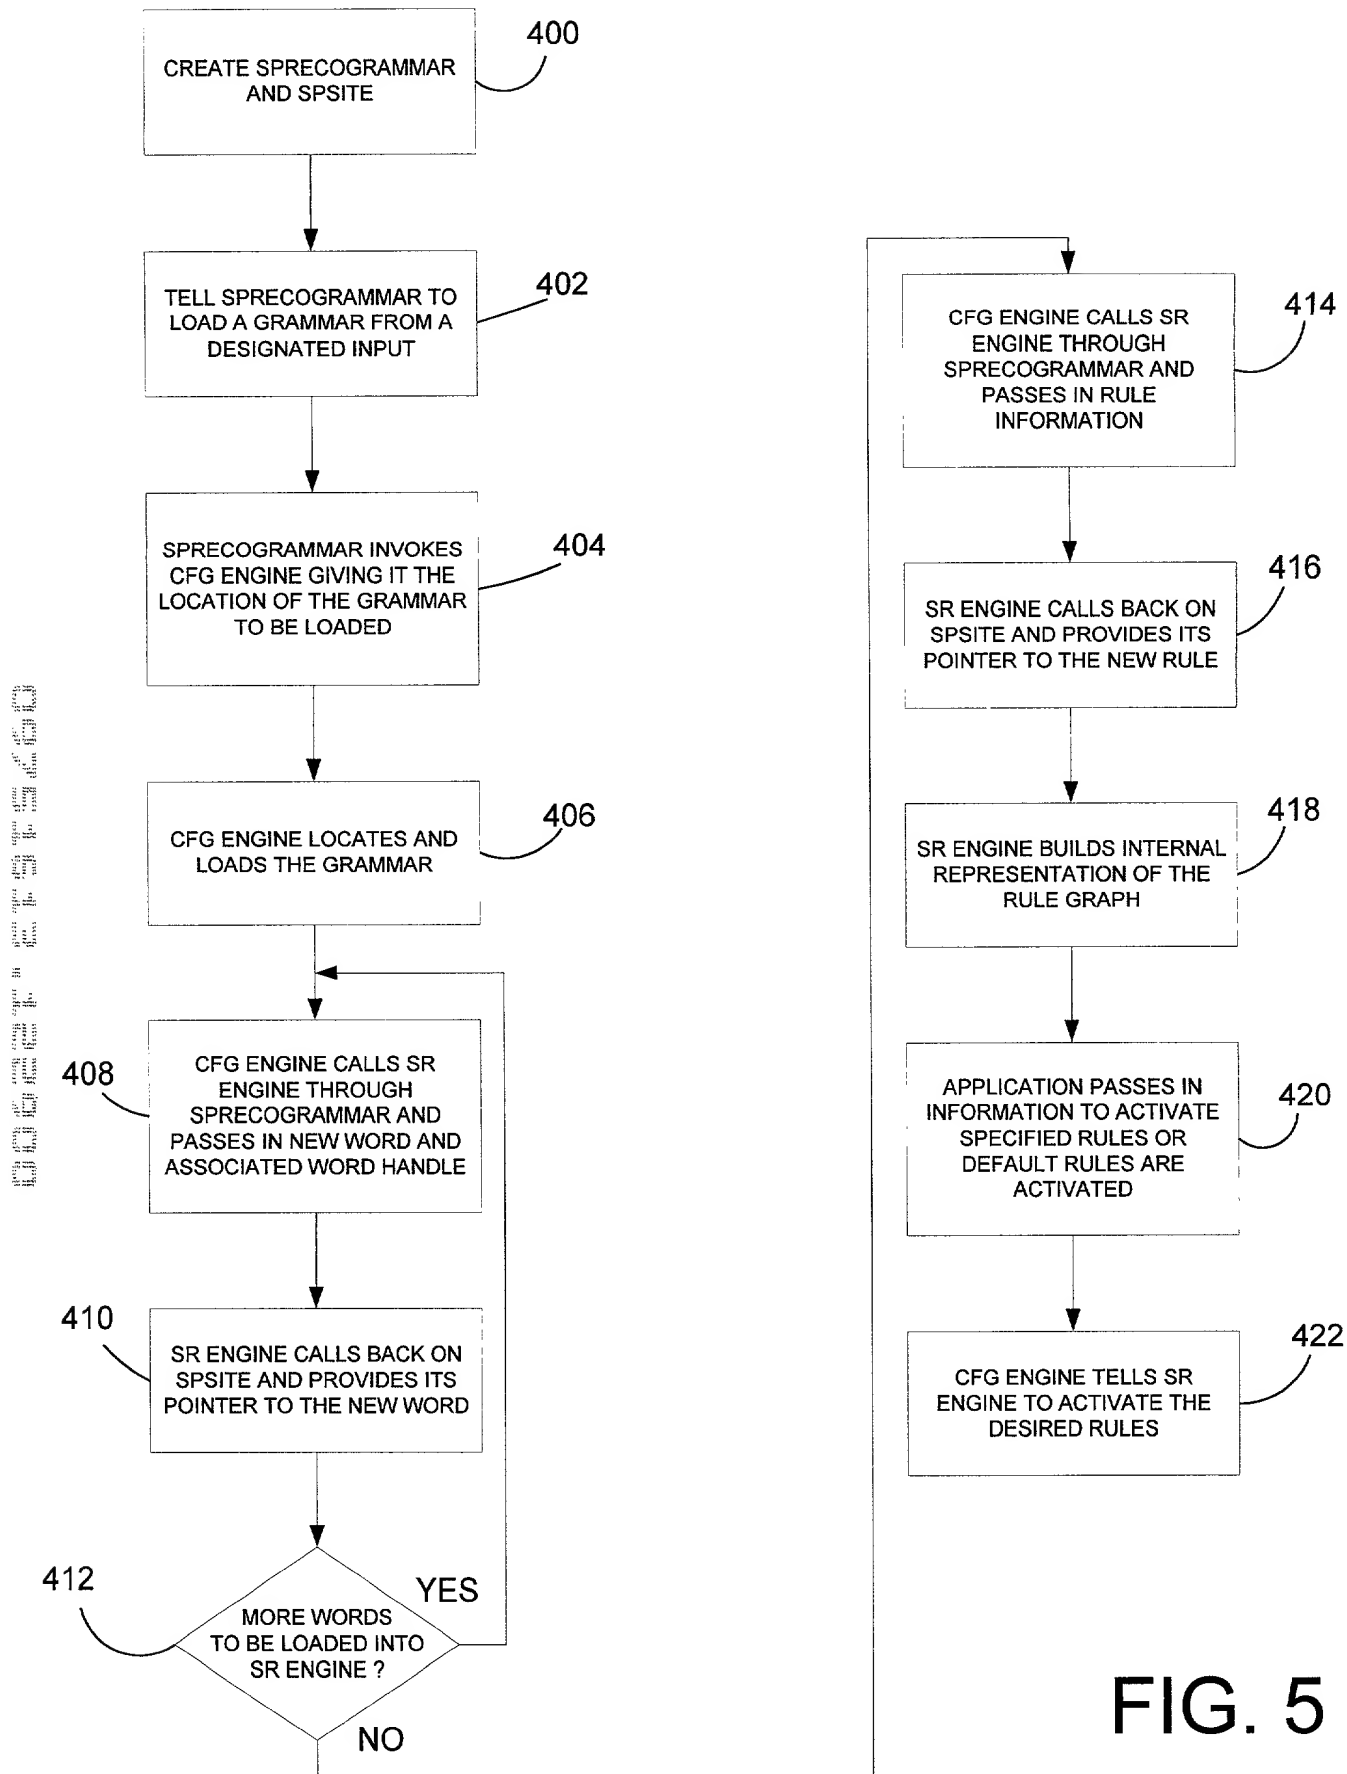 400
CREATE SPRECOGRAMMAR
AND SPSITE
402
TELL SPRECOGRAMMAR TO
LOAD A GRAMMAR FROM A
DESIGNATED INPUT
404
SPRECOGRAMMAR INVOKES
CFG ENGINE GIVING IT THE
LOCATION OF THE GRAMMAR
TO BE LOADED
406
CFG ENGINE LOCATES AND
LOADS THE GRAMMAR
408
CFG ENGINE CALLS SR
ENGINE THROUGH
SPRECOGRAMMAR AND
PASSES IN NEW WORD AND
ASSOCIATED WORD HANDLE
410
SR ENGINE CALLS BACK ON
SPSITE AND PROVIDES ITS
POINTER TO THE NEW WORD
412
YES
MORE WORDS
TO BE LOADED INTO
SR ENGINE ?
NO
414
CFG ENGINE CALLS SR
ENGINE THROUGH
SPRECOGRAMMAR AND
PASSES IN RULE
INFORMATION
416
SR ENGINE CALLS BACK ON
SPSITE AND PROVIDES ITS
POINTER TO THE NEW RULE
418
SR ENGINE BUILDS INTERNAL
REPRESENTATION OF THE
RULE GRAPH
420
APPLICATION PASSES IN
INFORMATION TO ACTIVATE
SPECIFIED RULES OR
DEFAULT RULES ARE
ACTIVATED
422
CFG ENGINE TELLS SR
ENGINE TO ACTIVATE THE
DESIRED RULES
FIG. 5